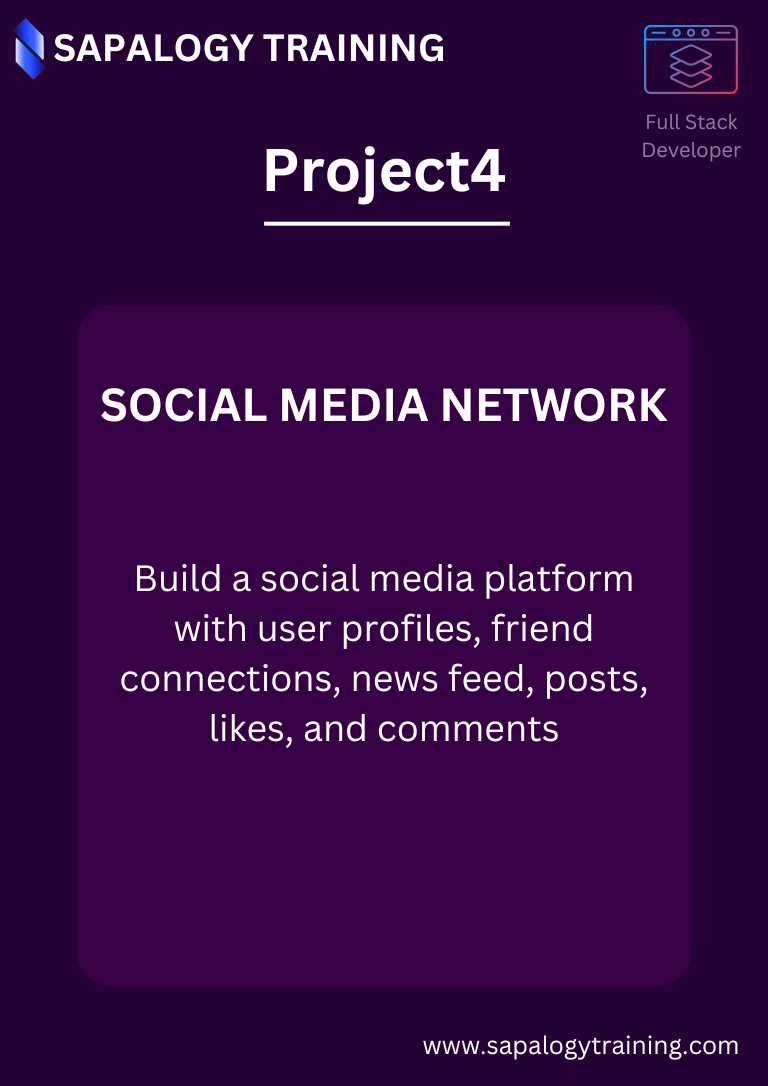 SAPALOGY TRAINING
Full Stack
Developer
Project4
SOCIAL MEDIA NETWORK
Build a social media platform
with user profiles, friend
connections, news feed, posts,
likes, and comments
www.sapalogytraining.com